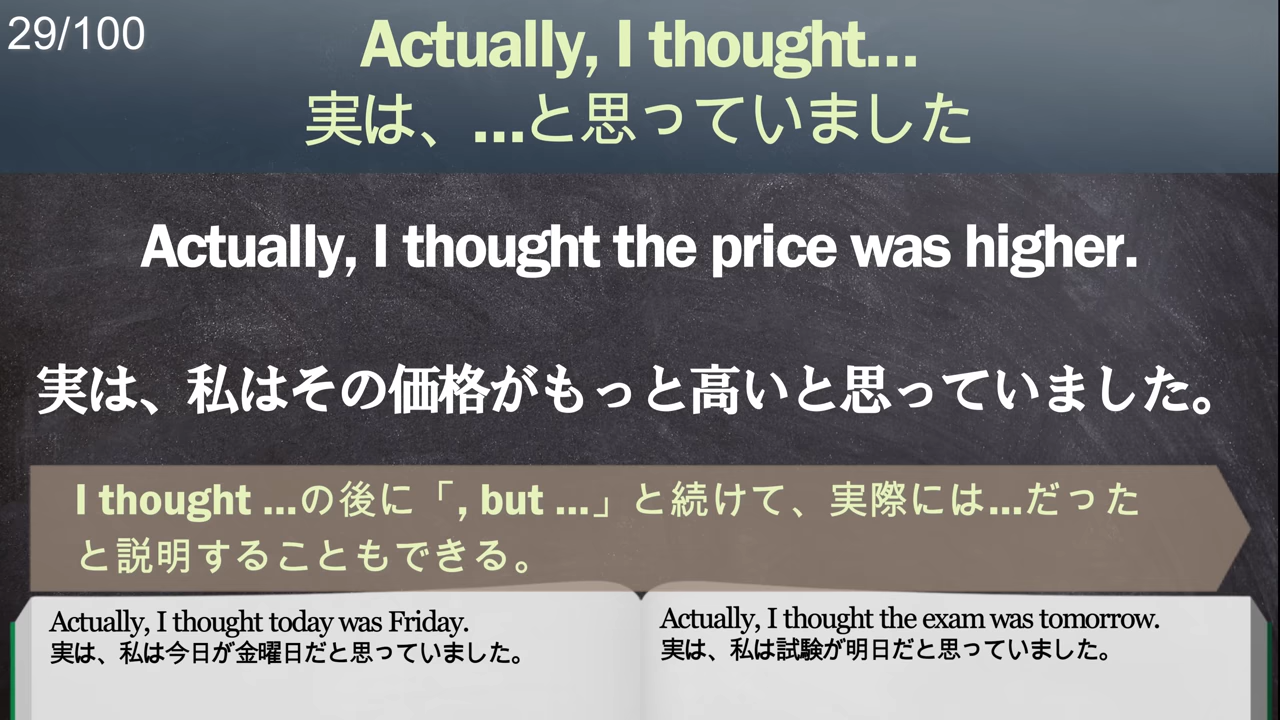 29/100
Actually, I thought...
実は、...と思っていました
Actually, I thought the price was higher.
実は、私はその価格がもっと高いと思っていました。
I thought ...の後に「, but ...」と続けて、実際には...だった
と説明することもできる。
Actually, I thought today was Friday.
実は、私は今日が金曜日だと思っていました。
Actually, I thought the exam was tomorrow.
実は、私は試験が明日だと思っていました。